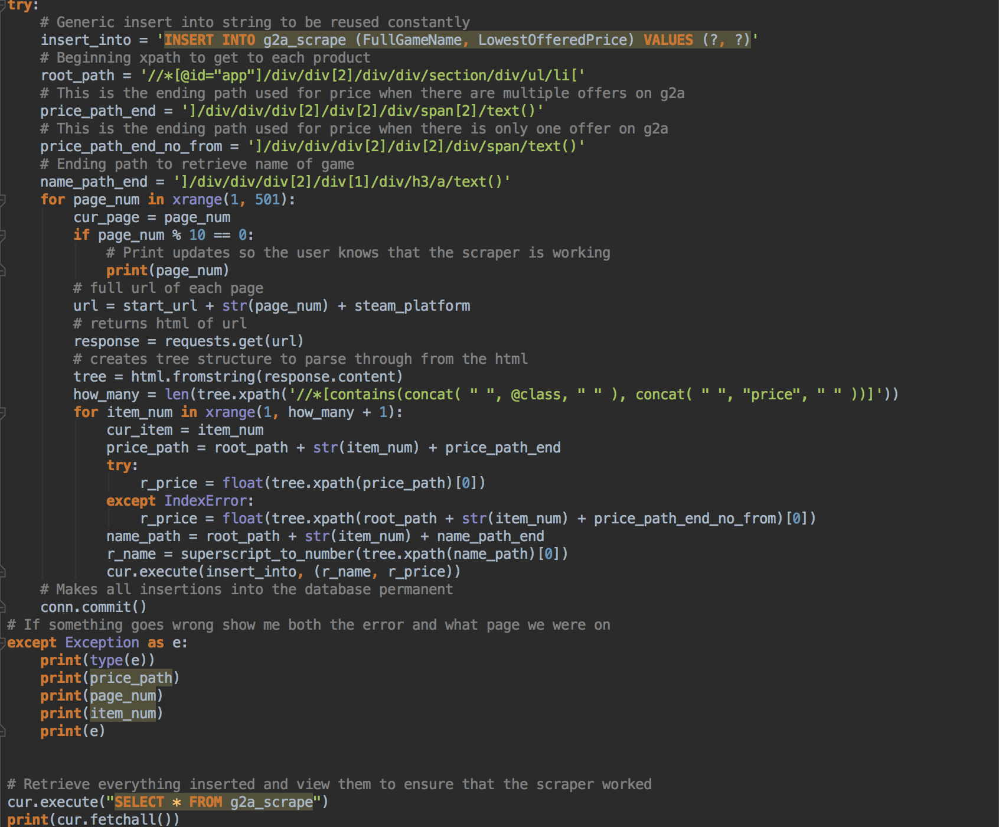 try:
    # Generic insert into string to be reused constantly
    insert_into = 'INSERT INTO g2a_scrape (FullGameName, LowestOfferedPrice) VALUES (?, ?)'
    # Beginning xpath to get to each product
    root_path = '//*[@id="app"]/div/div[2]/div/div/section/div/ul/li['
    # This is the ending path used for price when there are multiple offers on g2a
    price_path_end = ']/div/div/div[2]/div[2]/div/span[2]/text()'
    # This is the ending path used for price when there is only one offer on g2a
    price_path_end_no_from = ']/div/div/div[2]/div[2]/div/span/text()'
    # Ending path to retrieve name of game
    name_path_end = ']/div/div/div[2]/div[1]/div/h3/a/text()'
    for page_num in xrange(1, 501):
        cur_page = page_num
        if page_num % 10 == 0:
            # Print updates so the user knows that the scraper is working
            print(page_num)
        # full url of each page
        url = start_url + str(page_num) + steam_platform
        # returns html of url
        response = requests.get(url)
        # creates tree structure to parse through from the html
        tree = html.fromstring(response.content)
        how_many = len(tree.xpath('//*[contains(concat( " ", @class, " " ), concat( " ", "price", " " ))]'))
        for item_num in xrange(1, how_many + 1):
            cur_item = item_num
            price_path = root_path + str(item_num) + price_path_end
            try:
                r_price = float(tree.xpath(price_path)[0])
            except IndexError:
                r_price = float(tree.xpath(root_path + str(item_num) + price_path_end_no_from)[0])
            name_path = root_path + str(item_num) + name_path_end
            r_name = superscript_to_number(tree.xpath(name_path)[0])
            cur.execute(insert_into, (r_name, r_price))
    # Makes all insertions into the database permanent
    conn.commit()
# If something goes wrong show me both the error and what page we were on
except Exception as e:
    print(type(e))
    print(price_path)
    print(page_num)
    print(item_num)
    print(e)
# Retrieve everything inserted and view them to ensure that the scraper worked
cur.execute("SELECT * FROM g2a_scrape")
print(cur.fetchall())